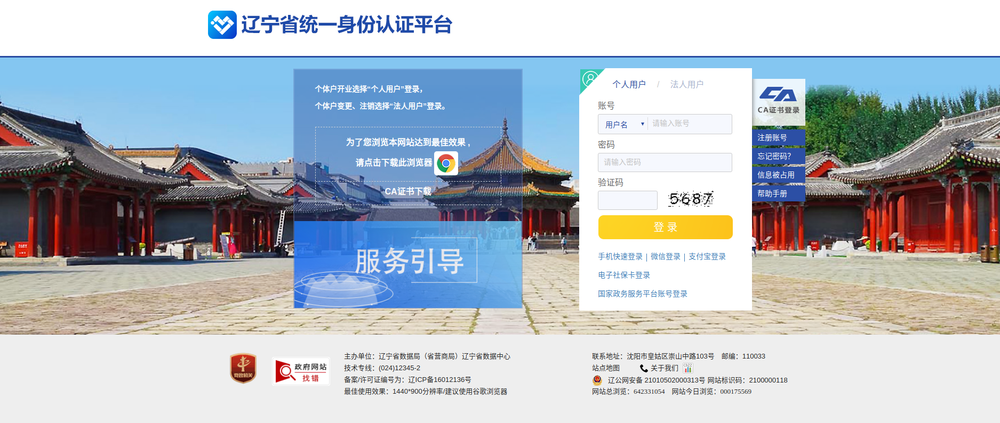 辽宁省统一身份认证平台
个体户开业选择“个人用户”登录，
个体户变更、注销选择“法人用户”登录。
为了您浏览本网站达到最佳效果，
请点击下载此浏览器
CA证书下载
服务引导
个人用户 / 法人用户
账号
用户名 ▾ 请输入账号
密码
请输入密码
验证码
5687
登 录
手机快速登录 | 微信登录 | 支付宝登录
电子社保卡登录
国家政务服务平台账号登录
CA证书登录
注册账号
忘记密码?
信息被占用
帮助手册
党政机关
政府网站
找错
主办单位：辽宁省数据局（省营商局）辽宁省数据中心
技术专线：(024)12345-2
备案/许可证编号为：辽ICP备16012136号
最佳使用效果：1440*900分辨率/建议使用谷歌浏览器
联系地址：沈阳市皇姑区崇山中路103号 邮编：110033
站点地图 关于我们 CNZZ
辽公网安备 21010502000313号 网站标识码：2100000118
网站总浏览：642331054 网站今日浏览：000175569